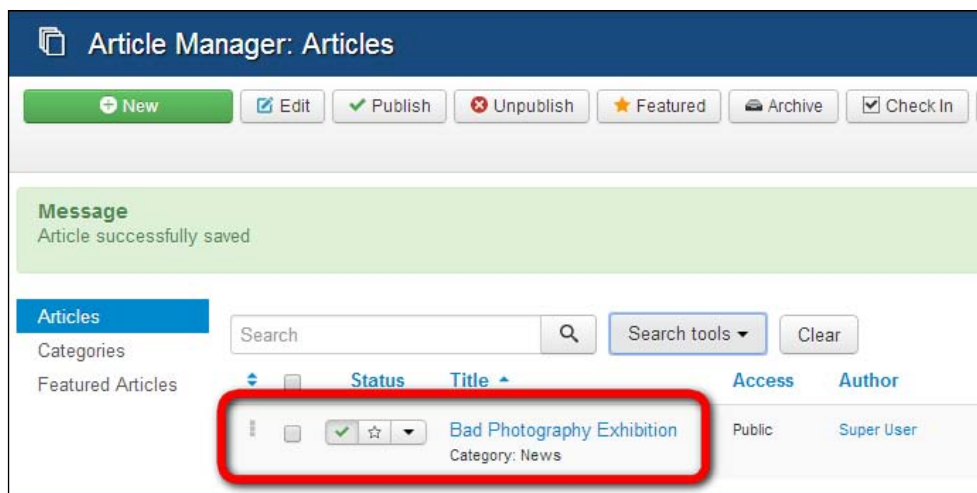 Article Manager: Articles
New Edit Publish Unpublish Featured Archive Check In
Message
Article successfully saved
Articles
Categories
Featured Articles
Search Search tools Clear
Status Title Access Author
Bad Photography Exhibition Public Super User
Category: News